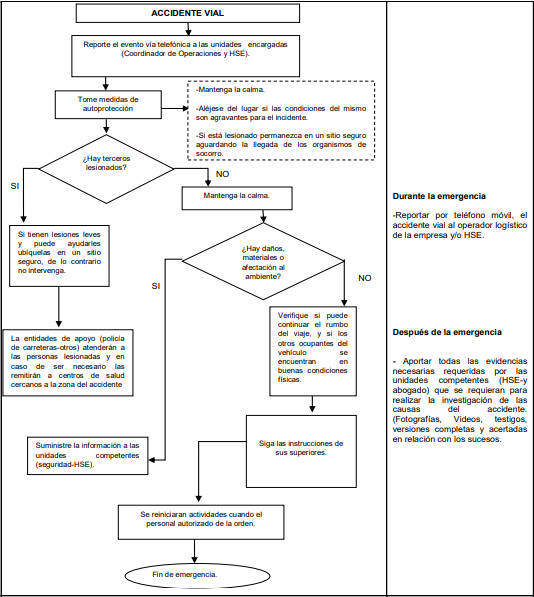 ACCIDENTE VIAL
Reporte el evento vía telefónica a las unidades encargadas
(Coordinador de Operaciones y HSE).
Tome medidas de
autoprotección
-Mantenga la calma.
-Aléjese del lugar si las condiciones del mismo
son agravantes para el incidente.
-Si está lesionado permanezca en un sitio seguro
aguardando la llegada de los organismos de
socorro.
¿Hay terceros
lesionados?
SI
NO
Mantenga la calma.
Si tienen lesiones leves
y puede ayudarles
ubíquelas en un sitio
seguro, de lo contrario
no intervenga.
¿Hay daños,
materiales o
afectación al
ambiente?
SI
NO
La entidades de apoyo (policía
de carreteras-otros) atenderán a
las personas lesionadas y en
caso de ser necesario las
remitirán a centros de salud
cercanos a la zona del accidente
Verifique si puede
continuar el rumbo
del viaje, y si los
otros ocupantes del
vehículo se
encuentran en
buenas condiciones
físicas.
Suministre la información a las
unidades competentes
(seguridad-HSE).
Siga las instrucciones de
sus superiores.
Se reiniciaran actividades cuando el
personal autorizado de la orden.
Fin de emergencia.
Durante la emergencia
-Reportar por teléfono móvil, el
accidente vial al operador logístico
de la empresa y/o HSE.
Después de la emergencia
- Aportar todas las evidencias
necesarias requeridas por las
unidades competentes (HSE-y
abogado) que se requieran para
realizar la investigación de las
causas del accidente.
(Fotografías, Videos, testigos,
versiones completas y acertadas
en relación con los sucesos.